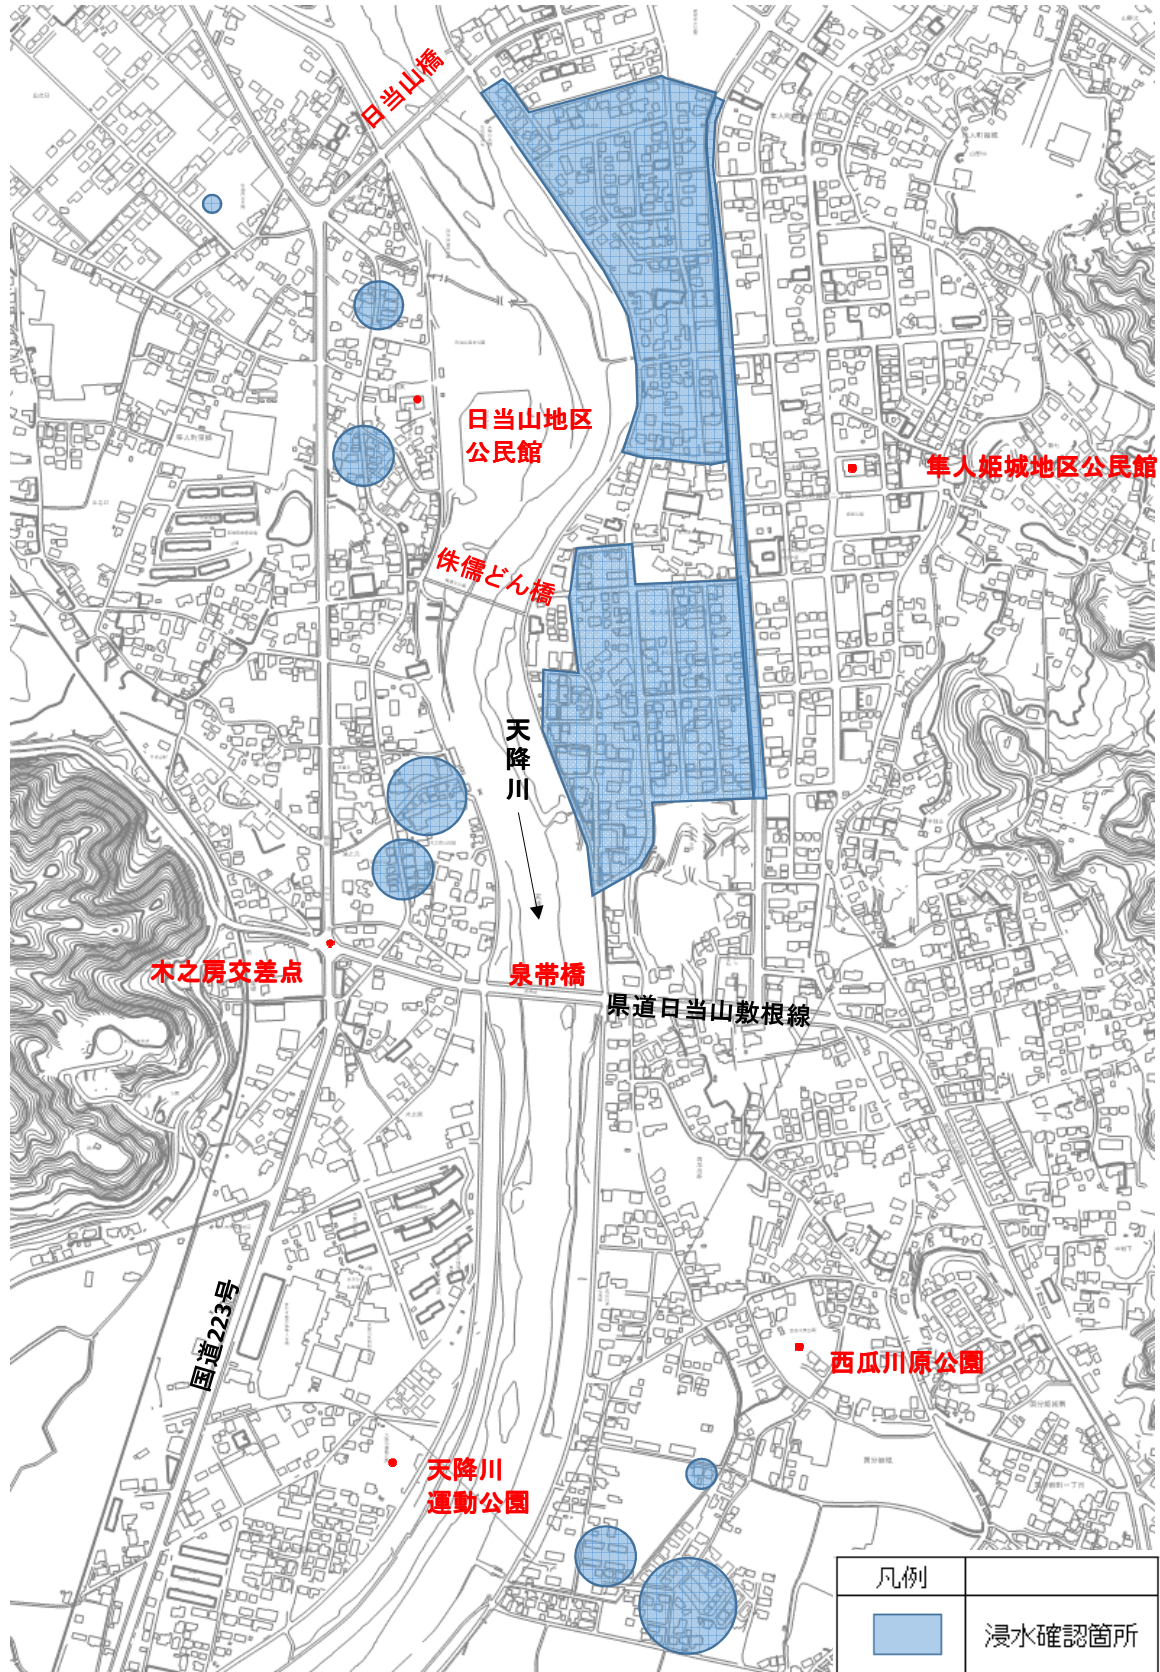 日当山橋
日当山地区
公民館
隼人姫城地区公民館
侏儒どん橋
天降川
木之房交差点
泉帯橋
県道日当山敷根線
国道223号
西瓜川原公園
天降川
運動公園
凡例
浸水確認箇所